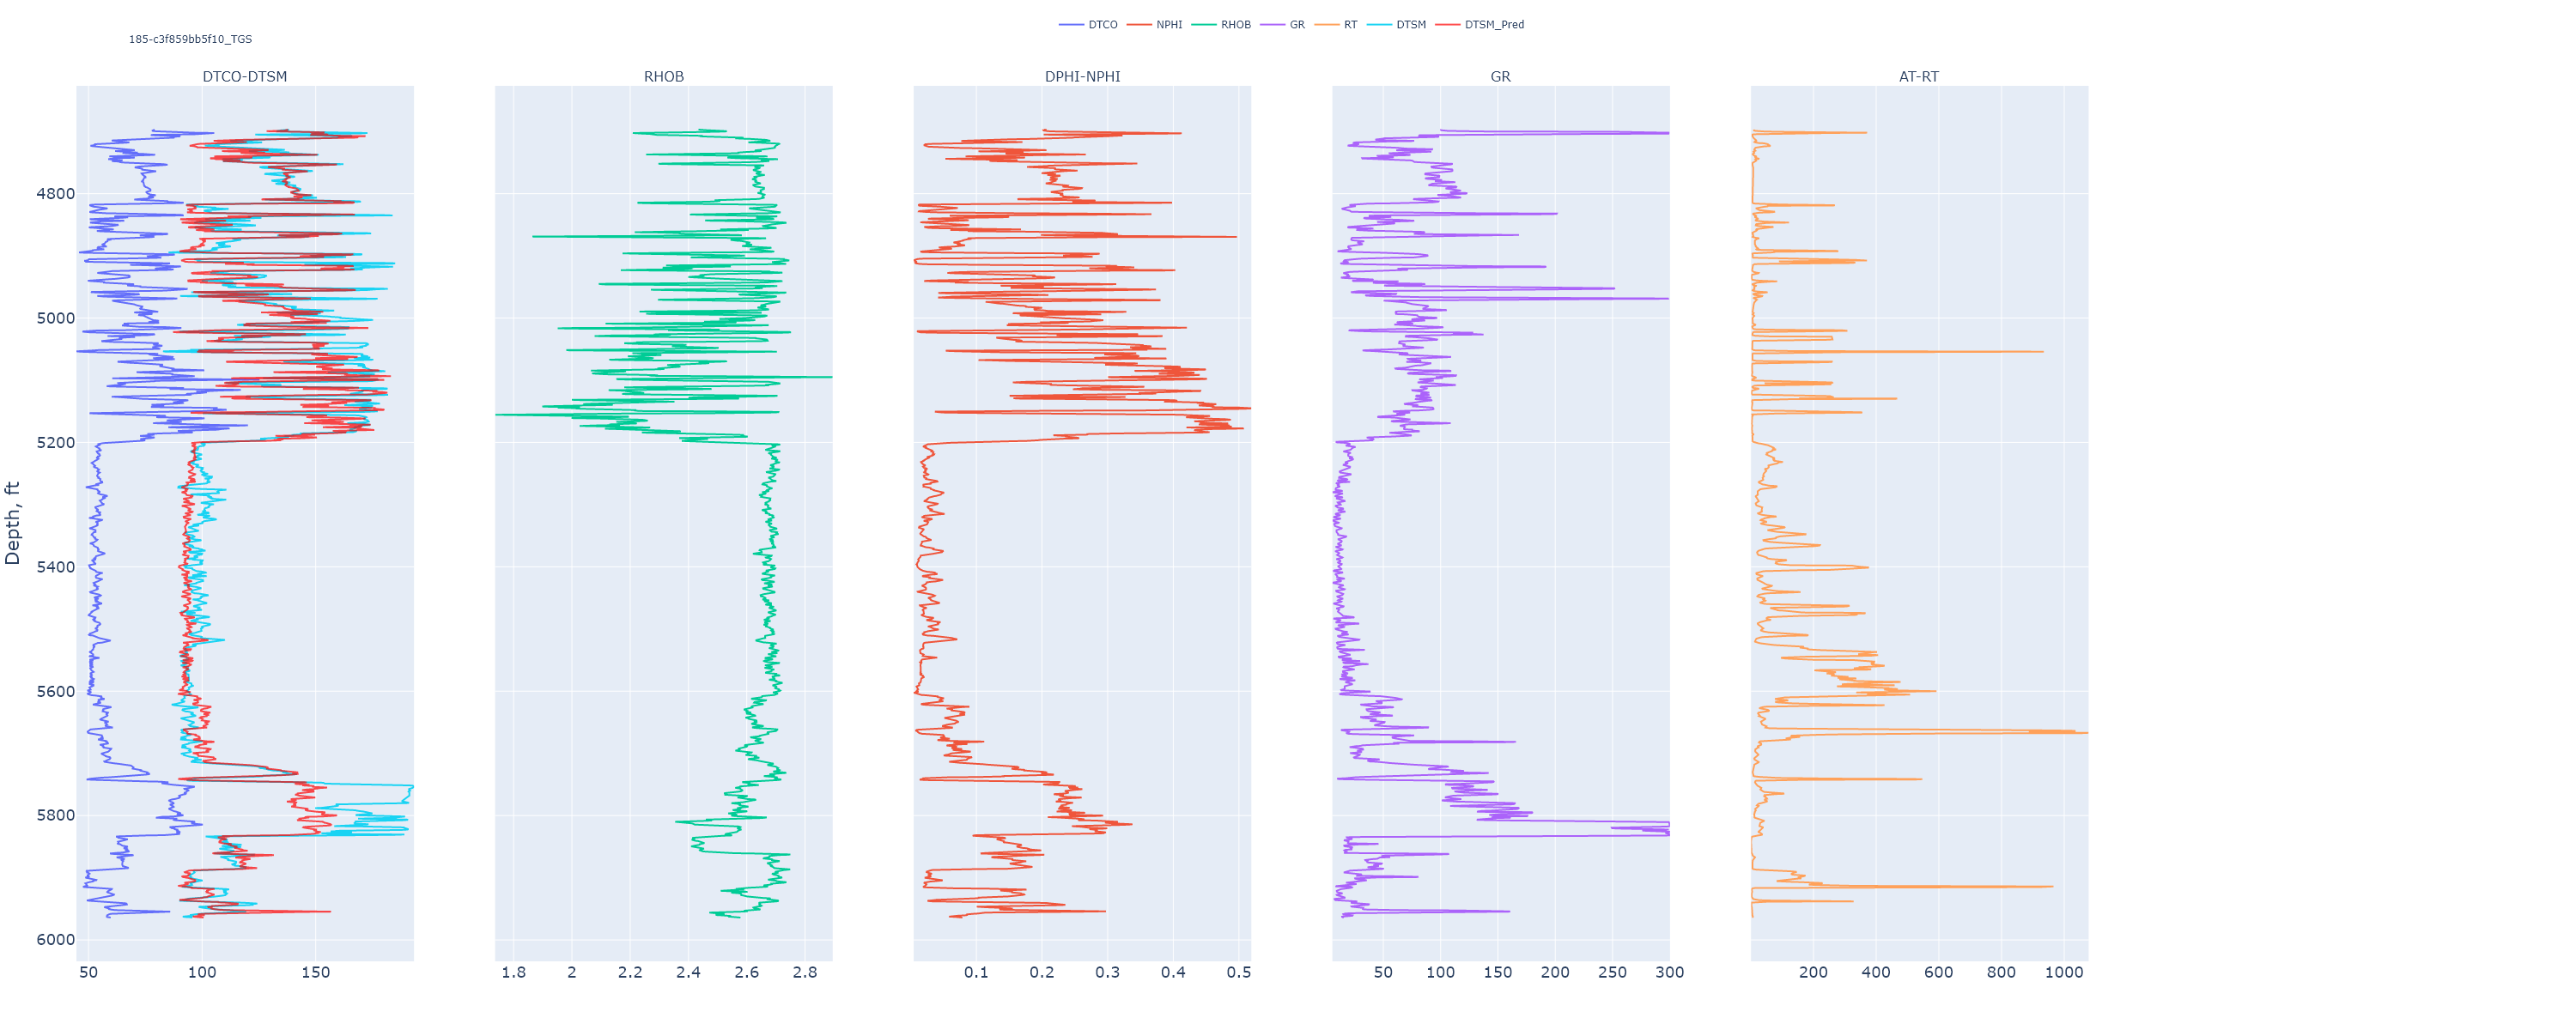 DTCO NPHI RHOB GR RT DTSM DTSM_Pred
185-c3f859bb5f10_TGS
DTCO-DTSM RHOB DPHI-NPHI GR AT-RT
Depth, ft
4800
5000
5200
5400
5600
5800
6000
50 100 150 1.8 2 2.2 2.4 2.6 2.8 0.1 0.2 0.3 0.4 0.5 50 100 150 200 250 300 200 400 600 800 1000